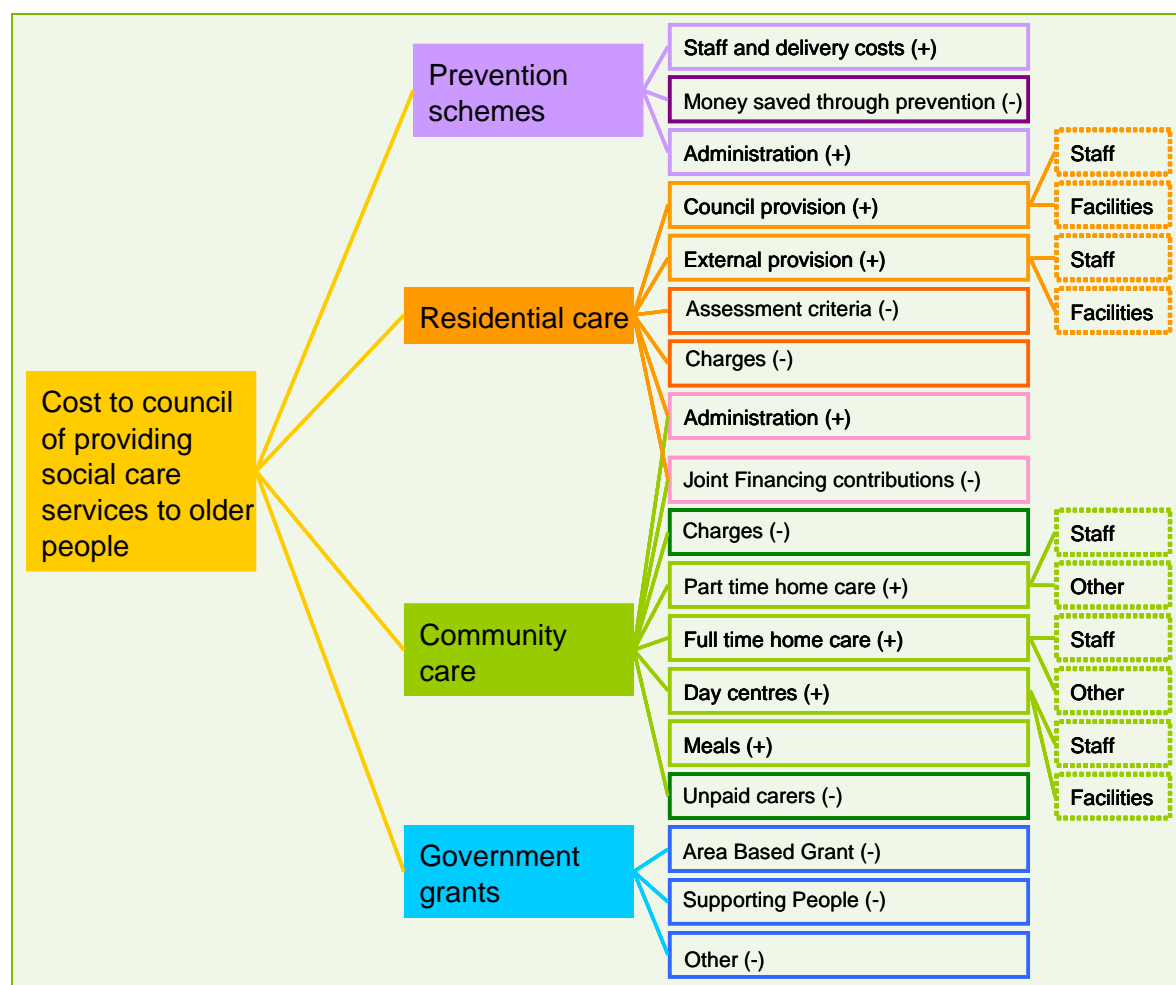 Cost to council
of providing
social care
services to older
people
Prevention
schemes
Staff and delivery costs (+)
Money saved through prevention (-)
Administration (+)
Residential care
Council provision (+)
Staff
Facilities
External provision (+)
Staff
Facilities
Assessment criteria (-)
Charges (-)
Administration (+)
Joint Financing contributions (-)
Community
care
Charges (-)
Part time home care (+)
Staff
Other
Full time home care (+)
Staff
Other
Day centres (+)
Staff
Facilities
Meals (+)
Unpaid carers (-)
Government
grants
Area Based Grant (-)
Supporting People (-)
Other (-)